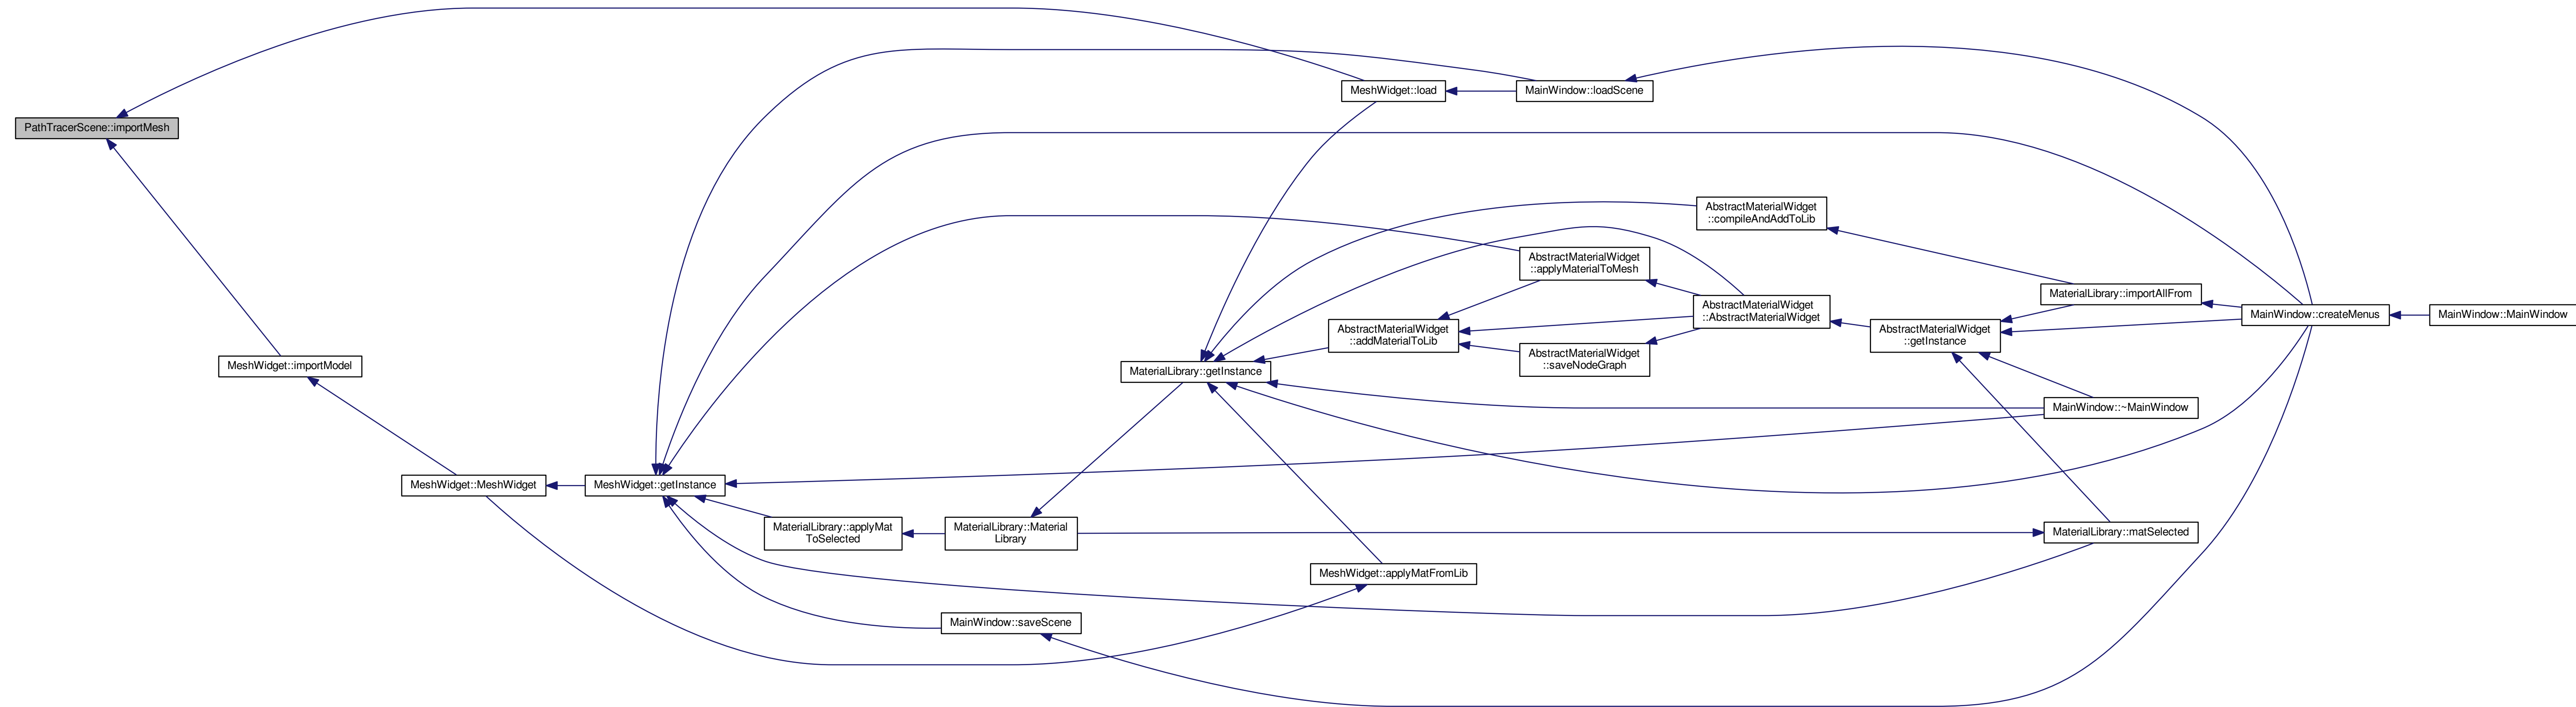 MeshWidget::load
MainWindow::loadScene
PathTracerScene::importMesh
AbstractMaterialWidget
::compileAndAddToLib
AbstractMaterialWidget
::applyMaterialToMesh
MaterialLibrary::importAllFrom
AbstractMaterialWidget
::AbstractMaterialWidget
MainWindow::createMenus
MainWindow::MainWindow
AbstractMaterialWidget
::addMaterialToLib
AbstractMaterialWidget
::getInstance
AbstractMaterialWidget
::saveNodeGraph
MeshWidget::importModel
MaterialLibrary::getInstance
MainWindow::~MainWindow
MeshWidget::MeshWidget
MeshWidget::getInstance
MaterialLibrary::applyMat
ToSelected
MaterialLibrary::Material
Library
MaterialLibrary::matSelected
MeshWidget::applyMatFromLib
MainWindow::saveScene